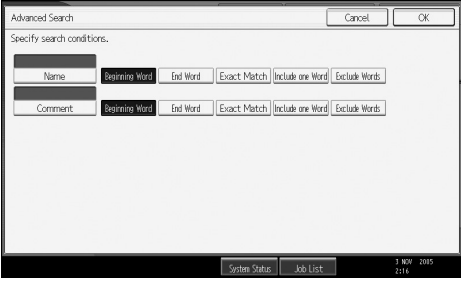 Advanced Search Cancel OK
Specify search conditions.
Name Beginning Word End Word Exact Match Include one Word Exclude Words
Comment Beginning Word End Word Exact Match Include one Word Exclude Words
System Status Job List 3 NOV 2005
2:16